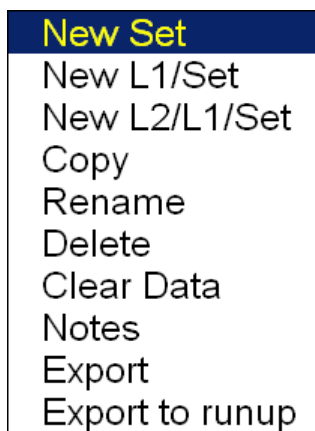 New Set
New L1/Set
New L2/L1/Set
Copy
Rename
Delete
Clear Data
Notes
Export
Export to runup